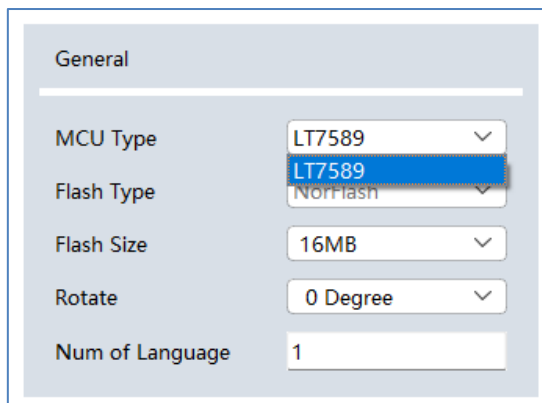 General
MCU Type LT7589
LT7589
Flash Type NorFlash
Flash Size 16MB
Rotate 0 Degree
Num of Language 1